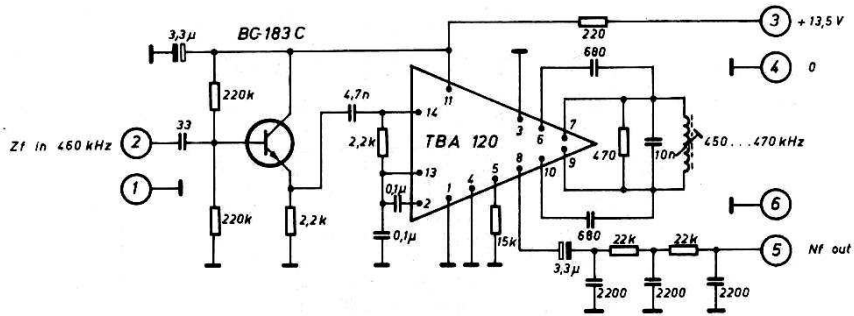 3,3µ
BC-183 C
220
3
+13,5V
680
4
0
220k
4,7n
11
14
3
6
7
33
TBA 120
Zf in 460 kHz
2
2,2k
470
10n
450...470 kHz
8
10
9
1
13
5
0,1µ
2
1
4
6
220k
2,2k
0,1µ
15k
680
22k
22k
5
Nf out
3,3µ
2200
2200
2200